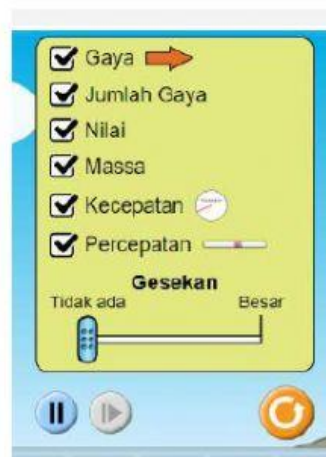 Gaya
Jumlah Gaya
Nilai
Massa
Kecepatan
Percepatan
Gesekan
Tidak ada Besar